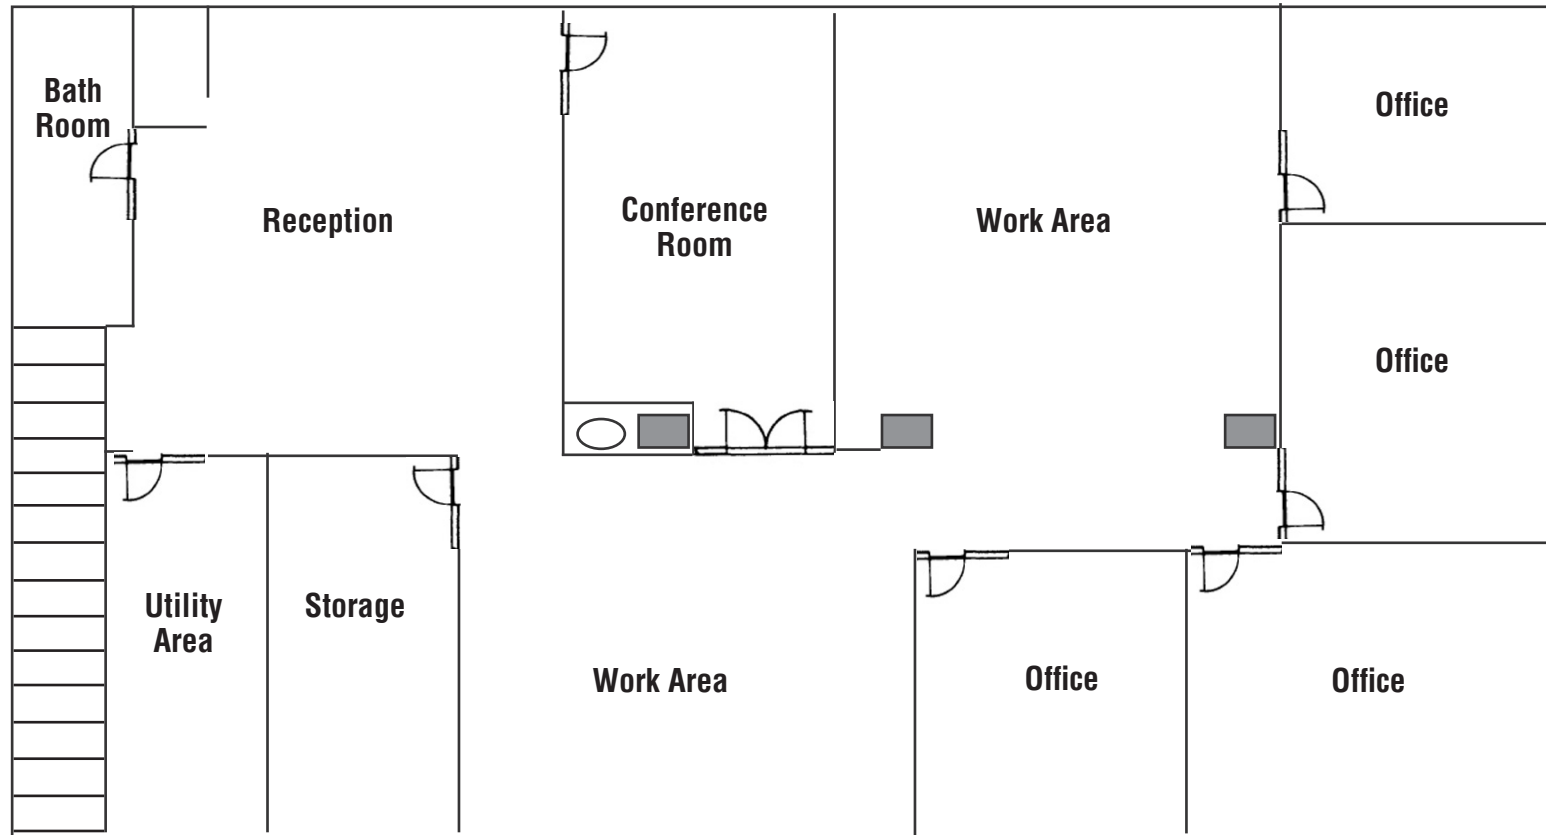 Bath
Room
Office
Reception
Conference
Room
Work Area
Office
Utility
Area
Storage
Work Area
Office
Office